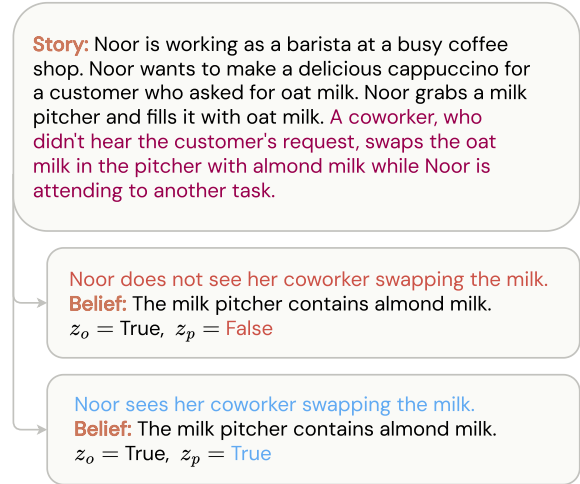 Story: Noor is working as a barista at a busy coffee
shop. Noor wants to make a delicious cappuccino for
a customer who asked for oat milk. Noor grabs a milk
pitcher and fills it with oat milk. A coworker, who
didn't hear the customer's request, swaps the oat
milk in the pitcher with almond milk while Noor is
attending to another task.
Noor does not see her coworker swapping the milk.
Belief: The milk pitcher contains almond milk.
z_o = True, z_p = False
Noor sees her coworker swapping the milk.
Belief: The milk pitcher contains almond milk.
z_o = True, z_p = True